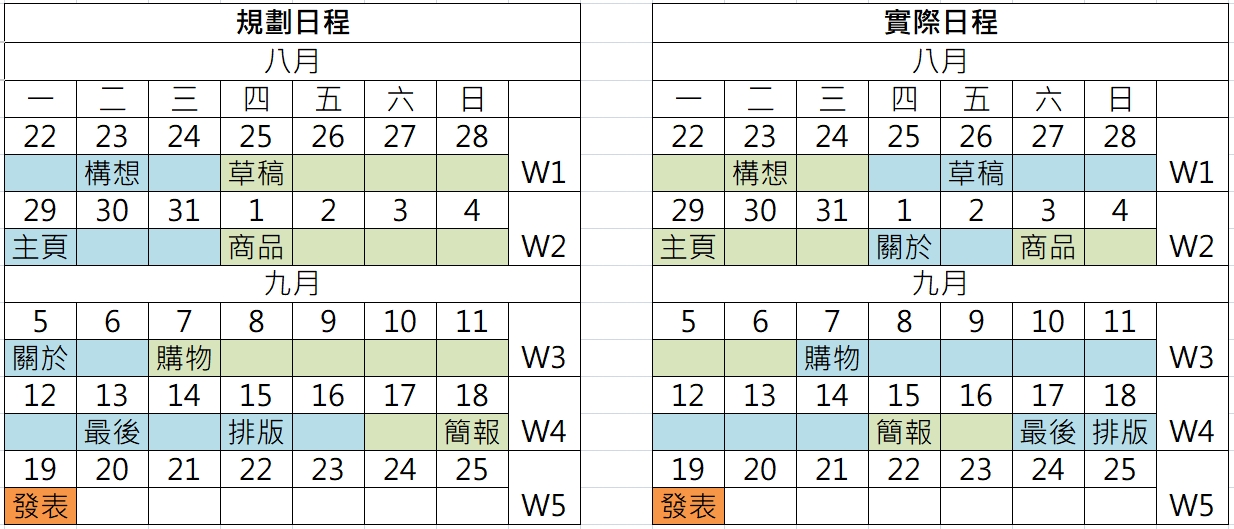 規劃日程 實際日程
八月 八月
一 二 三 四 五 六 日 一 二 三 四 五 六 日
22 23 24 25 26 27 28 22 23 24 25 26 27 28
構想 草稿 W1 構想 草稿 W1
29 30 31 1 2 3 4 29 30 31 1 2 3 4
主頁 商品 W2 主頁 關於 商品 W2
九月 九月
5 6 7 8 9 10 11 5 6 7 8 9 10 11
關於 購物 W3 購物 W3
12 13 14 15 16 17 18 12 13 14 15 16 17 18
最後 排版 簡報 W4 簡報 最後 排版 W4
19 20 21 22 23 24 25 19 20 21 22 23 24 25
發表 W5 發表 W5